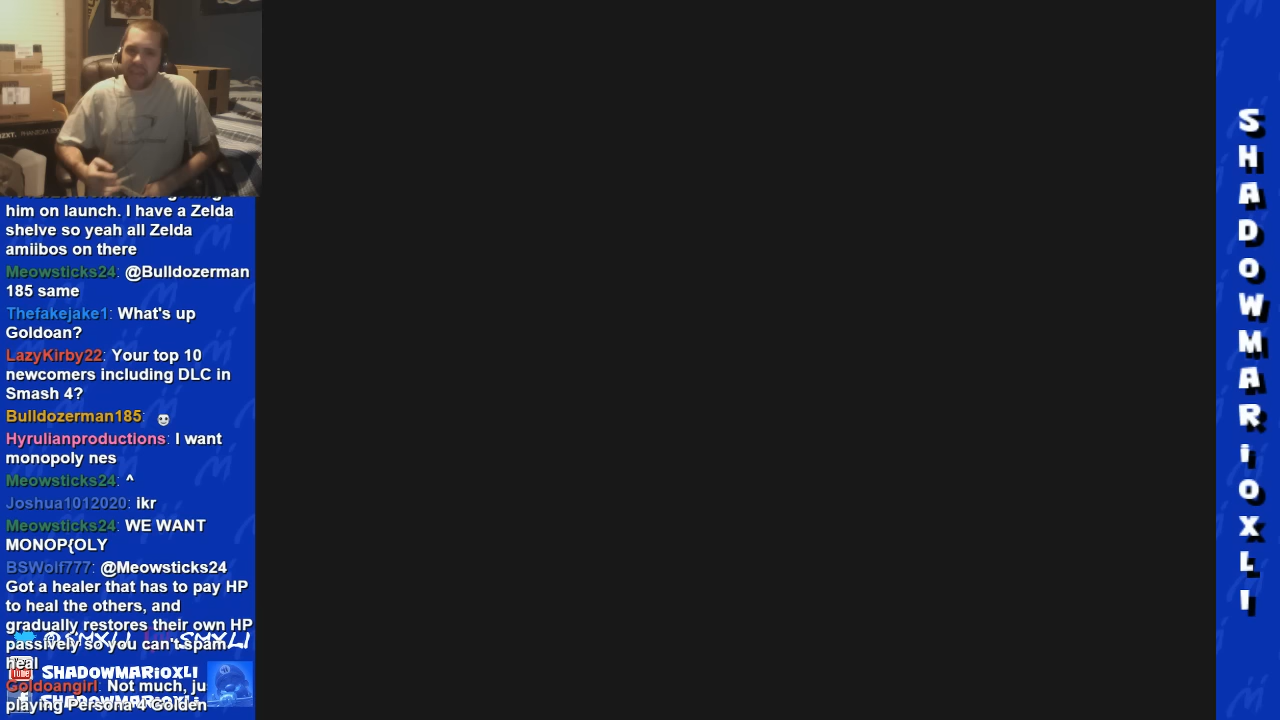 him on launch. I have a Zelda
shelve so yeah all Zelda
amiibos on there
Meowsticks24: @Bulldozerman
185 same
Thefakejake1: What's up
Goldoan?
LazyKirby22: Your top 10
newcomers including DLC in
Smash 4?
Bulldozerman185:
Hyrulianproductions: I want
monopoly nes
Meowsticks24: ^
Joshua1012020: ikr
Meowsticks24: WE WANT
MONOP{OLY
BSWolf777: @Meowsticks24
Got a healer that has to pay HP
to heal the others, and
gradually restores their own HP
passively so you can't spam
heal
@SMXLI SMXLI
SHADOWMARIOXLI
Goldoangirl: Not much, ju
playing Persona 4 Golden
SHADOWMARIOXLI